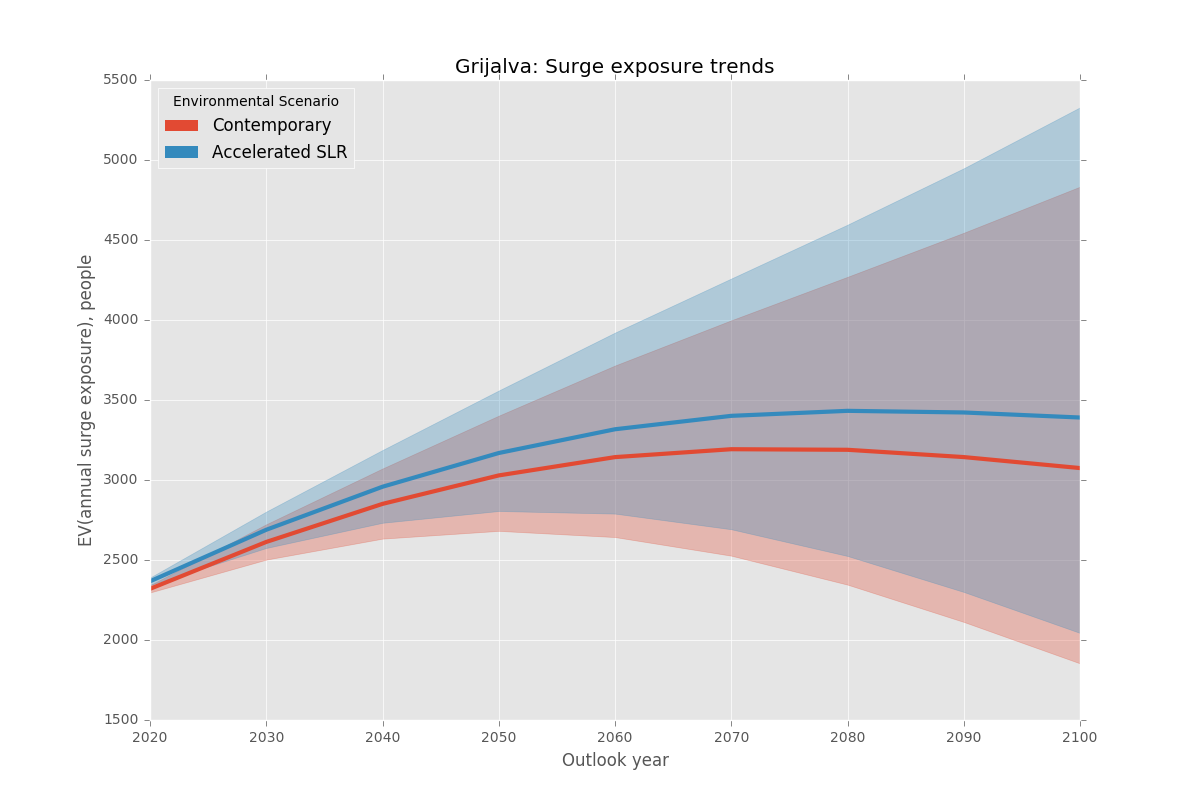 Grijalva: Surge exposure trends
Environmental Scenario
Contemporary
Accelerated SLR
EV(annual surge exposure), people
5500
5000
4500
4000
3500
3000
2500
2000
1500
2020 2030 2040 2050 2060 2070 2080 2090 2100
Outlook year